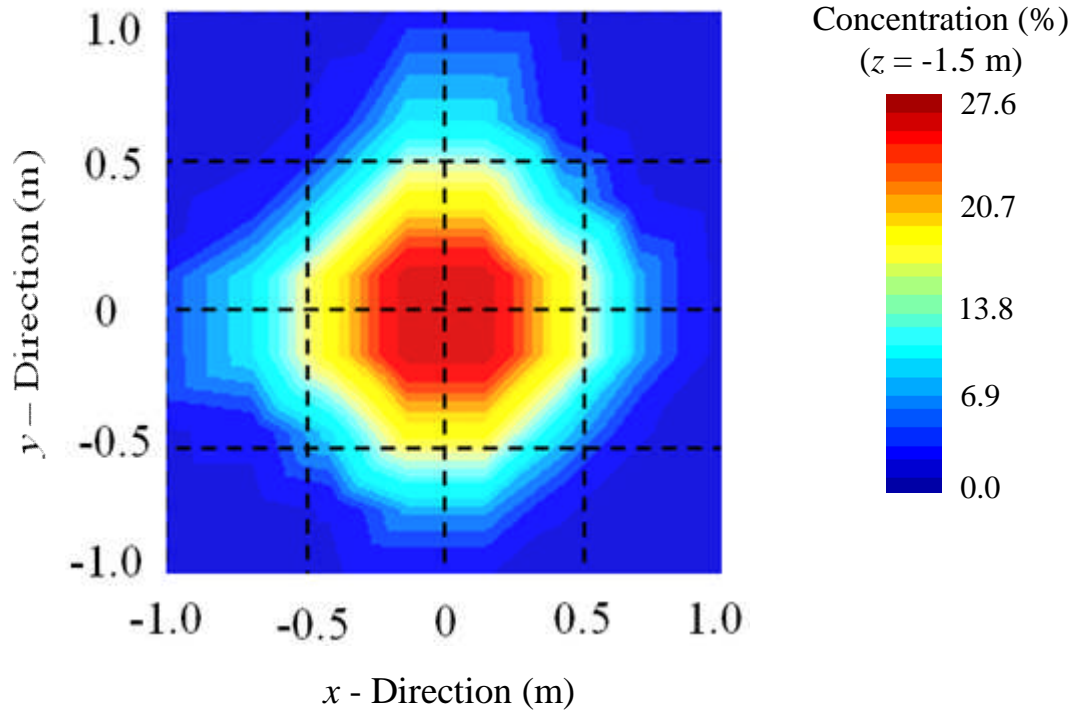 Concentration (%)
(z = -1.5 m)
27.6
20.7
13.8
6.9
0.0
y – Direction (m)
1.0
0.5
0
-0.5
-1.0
-1.0 -0.5 0 0.5 1.0
x - Direction (m)